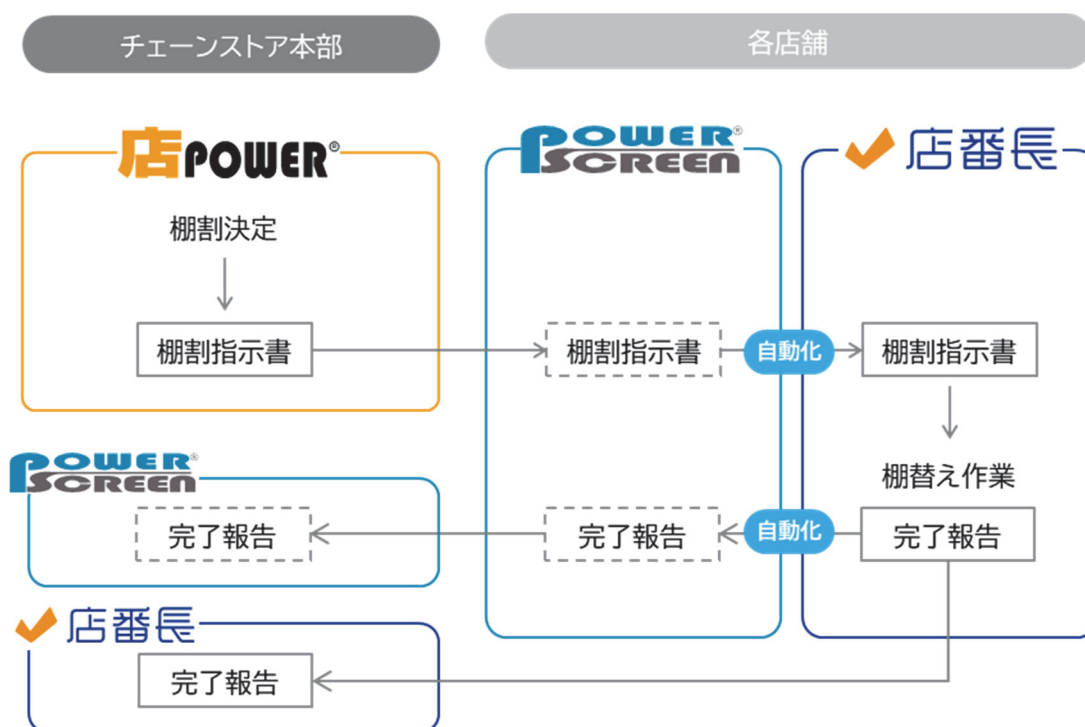 チェーンストア本部
各店舗
店POWER®
POWER®
SCREEN
店番長
棚割決定
棚割指示書
棚割指示書
自動化
棚割指示書
POWER®
SCREEN
棚替え作業
完了報告
完了報告
自動化
完了報告
店番長
完了報告